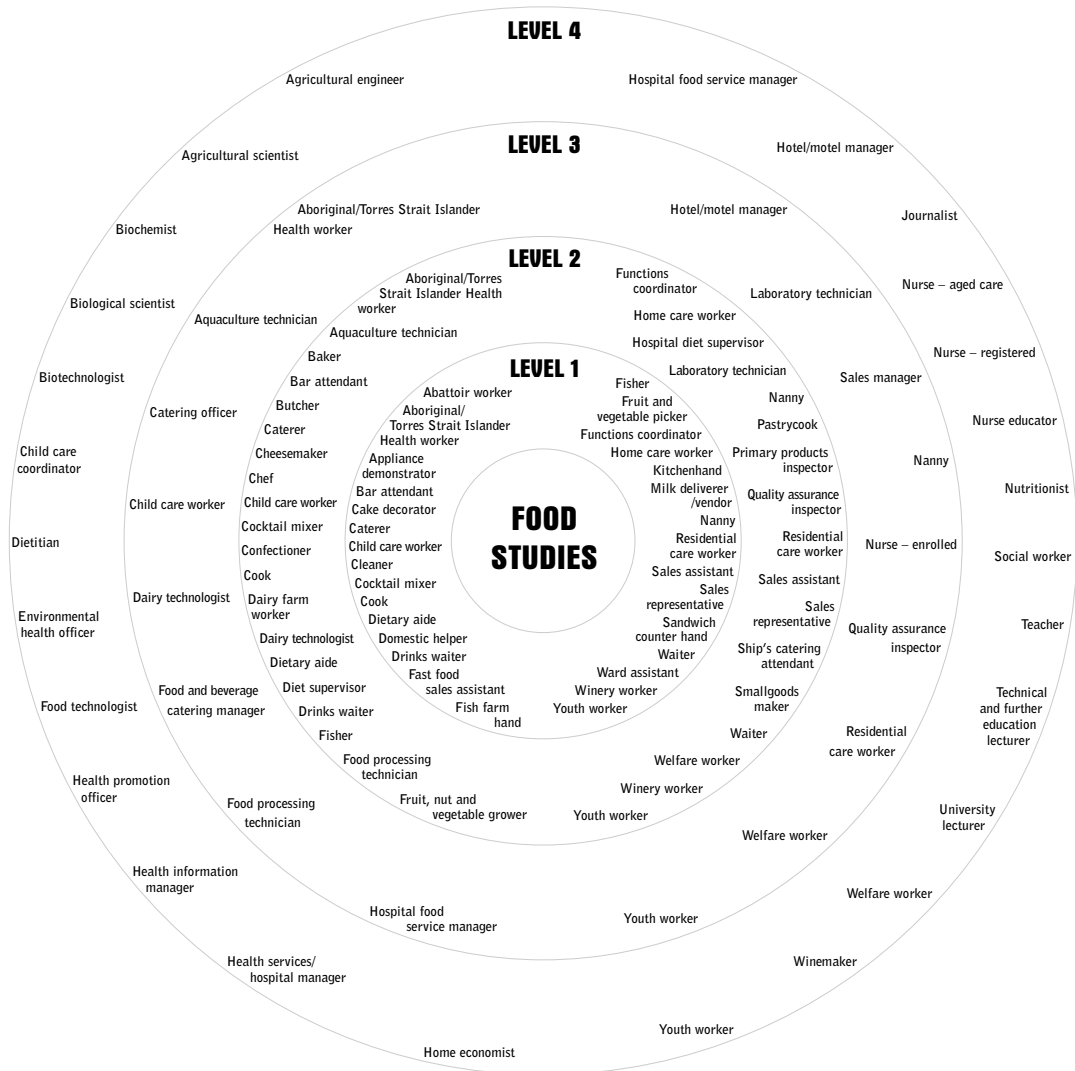 LEVEL 4
Agricultural engineer
Hospital food service manager
Agricultural scientist
Hotel/motel manager
Biochemist
Journalist
Biological scientist
Nurse – aged care
Biotechnologist
Nurse – registered
Child care
coordinator
Nurse educator
Dietitian
Nutritionist
Environmental
health officer
Social worker
Food technologist
Teacher
Health promotion
officer
Technical
and further
education
lecturer
Health information
manager
University
lecturer
Health services/
hospital manager
Welfare worker
Home economist
Winemaker
Youth worker
LEVEL 3
Aboriginal/Torres Strait Islander
Health worker
Hotel/motel manager
Aquaculture technician
Laboratory technician
Catering officer
Sales manager
Child care worker
Nanny
Dairy technologist
Nurse – enrolled
Food and beverage
catering manager
Quality assurance
inspector
Food processing
technician
Residential
care worker
Hospital food
service manager
Welfare worker
Youth worker
LEVEL 2
Aboriginal/Torres
Strait Islander Health
worker
Aquaculture technician
Baker
Bar attendant
Butcher
Caterer
Cheesemaker
Chef
Child care worker
Cocktail mixer
Confectioner
Cook
Dairy farm
worker
Dairy technologist
Dietary aide
Diet supervisor
Drinks waiter
Fisher
Food processing
technician
Fruit, nut and
vegetable grower
Functions
coordinator
Home care worker
Hospital diet supervisor
Laboratory technician
Nanny
Pastrycook
Primary products
inspector
Quality assurance
inspector
Residential
care worker
Sales assistant
Sales
representative
Ship's catering
attendant
Smallgoods
maker
Waiter
Welfare worker
Winery worker
Youth worker
LEVEL 1
Abattoir worker
Aboriginal/
Torres Strait Islander
Health worker
Appliance
demonstrator
Bar attendant
Cake decorator
Caterer
Child care worker
Cleaner
Cocktail mixer
Cook
Dietary aide
Domestic helper
Drinks waiter
Fast food
sales assistant
Fish farm
hand
Fisher
Fruit and
vegetable picker
Functions coordinator
Home care worker
Kitchenhand
Milk deliverer
/vendor
Nanny
Residential
care worker
Sales assistant
Sales
representative
Sandwich
counter hand
Waiter
Ward assistant
Winery worker
Youth worker
FOOD
STUDIES